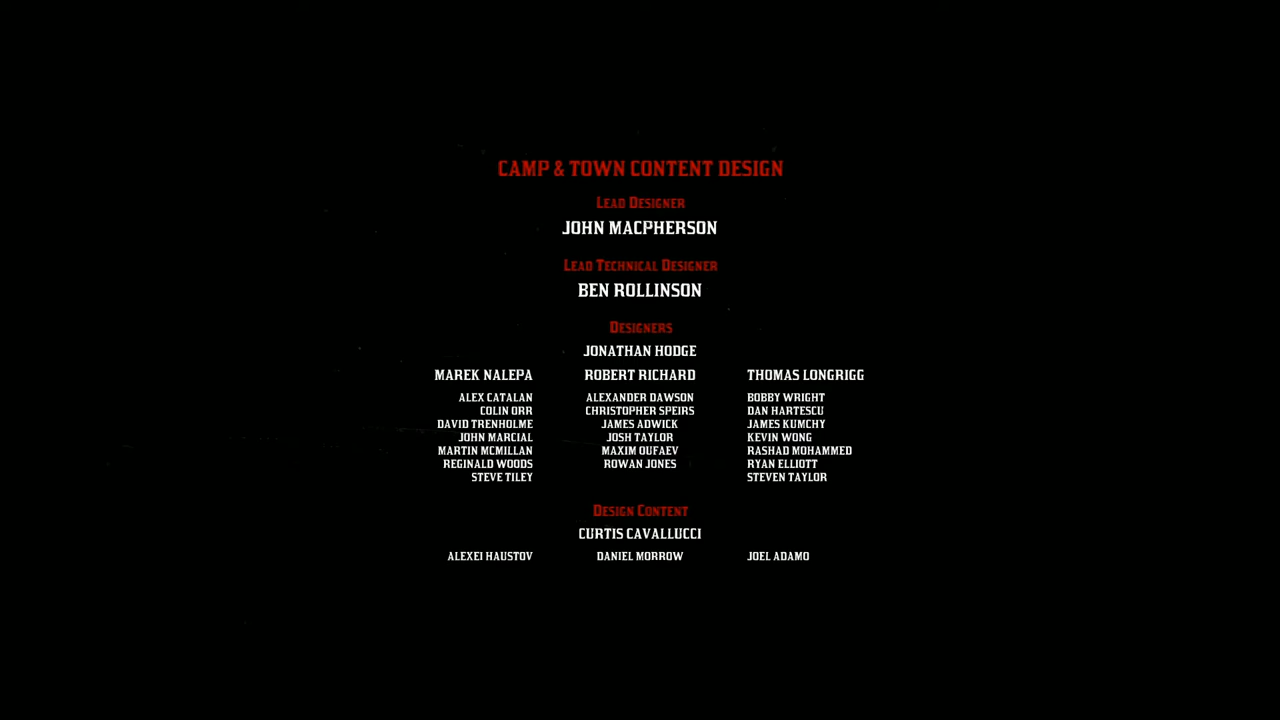 CAMP & TOWN CONTENT DESIGN
LEAD DESIGNER
JOHN MACPHERSON
LEAD TECHNICAL DESIGNER
BEN ROLLINSON
DESIGNERS
JONATHAN HODGE
MAREK NALEPA ROBERT RICHARD THOMAS LONGRIGG
ALEX CATALAN ALEXANDER DAWSON BOBBY WRIGHT
COLIN ORR CHRISTOPHER SPEIRS DAN HARTESCU
DAVID TRENHOLME JAMES ADWICK JAMES KUMCHY
JOHN MARCIAL JOSH TAYLOR KEVIN WONG
MARTIN MCMILLAN MAXIM OUFAEV RASHAD MOHAMMED
REGINALD WOODS ROWAN JONES RYAN ELLIOTT
STEVE TILEY STEVEN TAYLOR
DESIGN CONTENT
CURTIS CAVALLUCCI
ALEXEI HAUSTOV DANIEL MORROW JOEL ADAMO